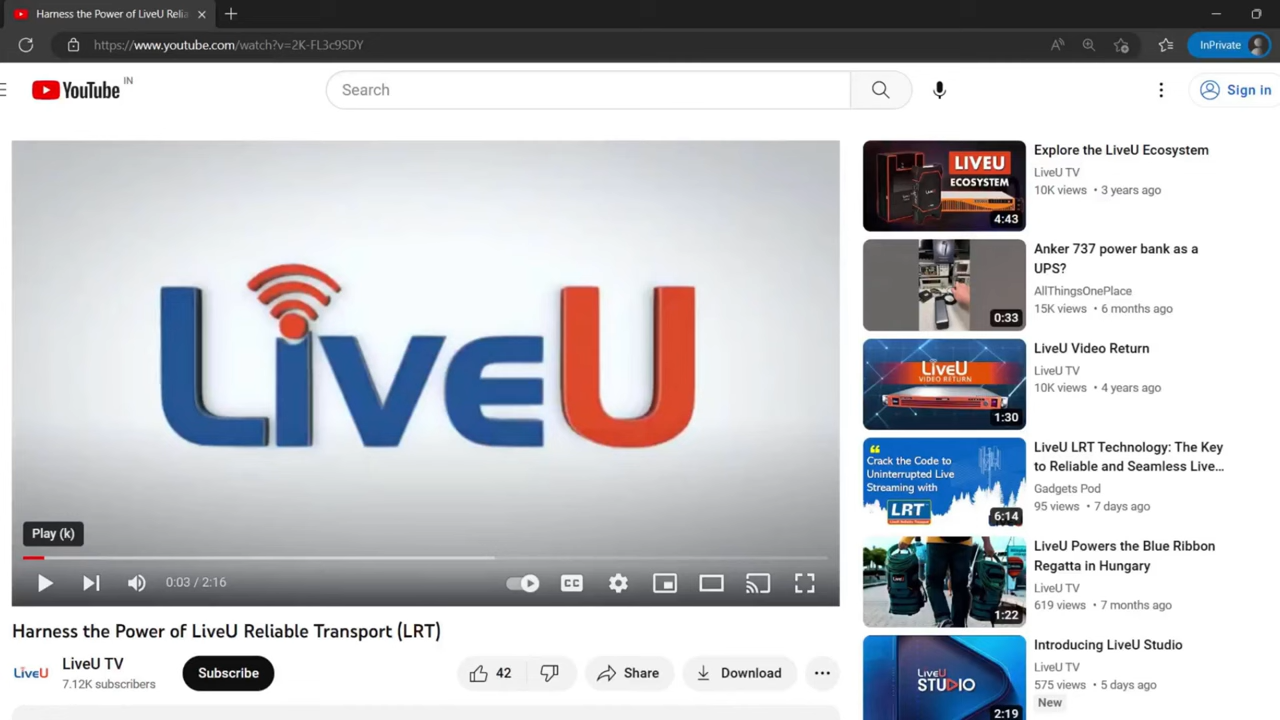 Harness the Power of LiveU Relia
https://www.youtube.com/watch?v=2K-FL3c9SDY
InPrivate
YouTube IN
Search
Sign in
LiveU
Play (k)
0:03 / 2:16
CC
Harness the Power of LiveU Reliable Transport (LRT)
LiveU
LiveU TV
7.12K subscribers
Subscribe
42
Share
Download
LIVEU
ECOSYSTEM
4:43
Explore the LiveU Ecosystem
LiveU TV
10K views • 3 years ago
0:33
Anker 737 power bank as a
UPS?
AllThingsOnePlace
15K views • 6 months ago
LiveU
VIDEO RETURN
1:30
LiveU Video Return
LiveU TV
10K views • 4 years ago
Crack the Code to
Uninterrupted Live
Streaming with
LRT
LiveU Reliable Transport
6:14
LiveU LRT Technology: The Key
to Reliable and Seamless Live...
Gadgets Pod
95 views • 7 days ago
1:22
LiveU Powers the Blue Ribbon
Regatta in Hungary
LiveU TV
619 views • 7 months ago
LiveU
STUDIO
2:19
Introducing LiveU Studio
LiveU TV
575 views • 5 days ago
New